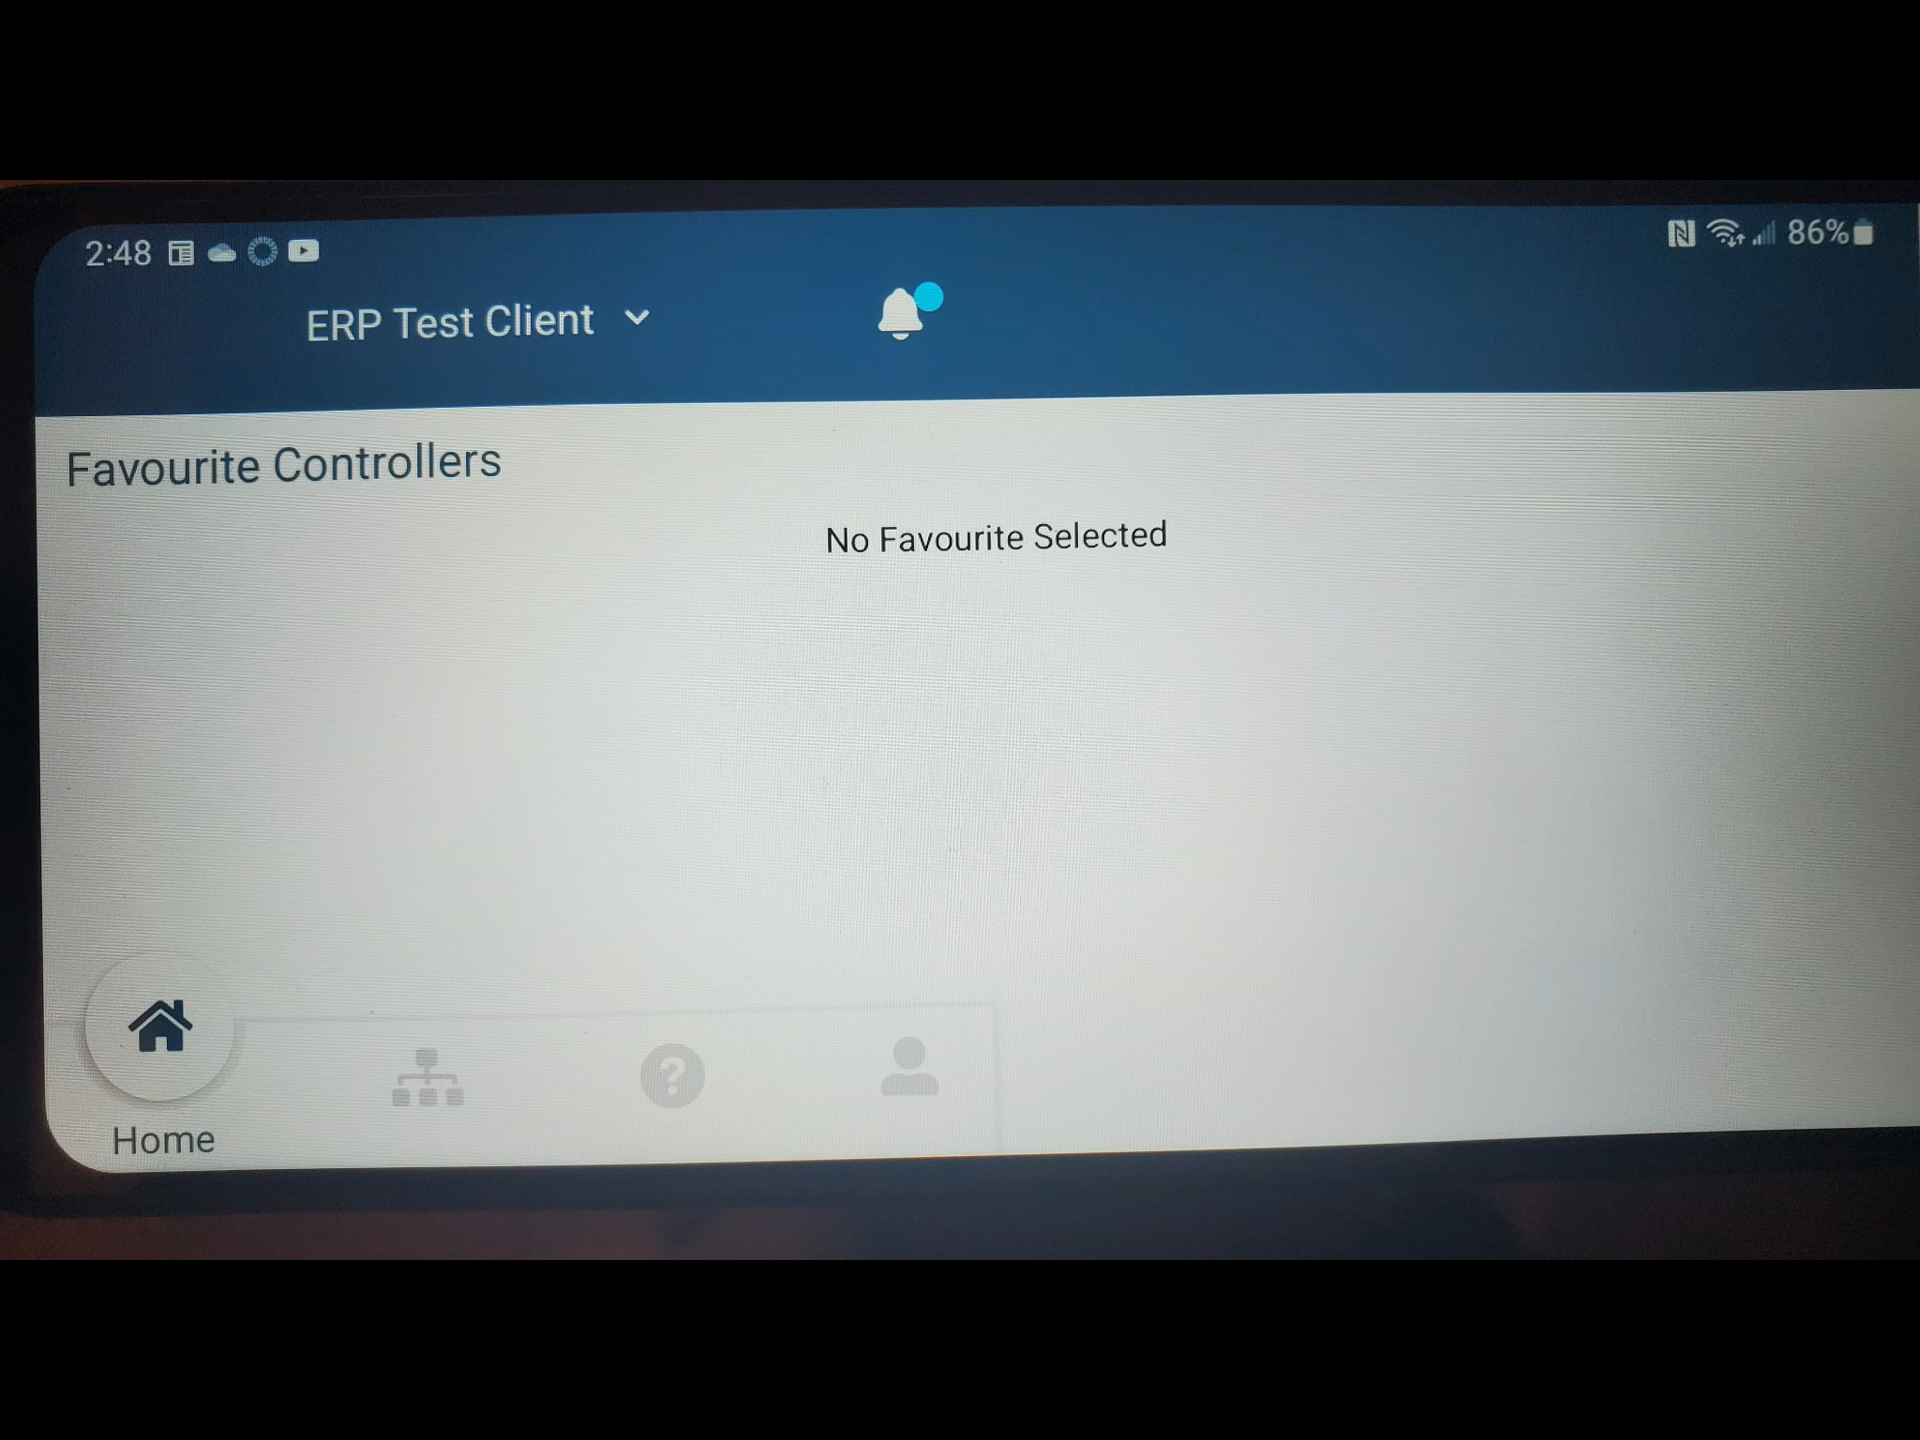 2:48 86%
ERP Test Client
Favourite Controllers
No Favourite Selected
Home